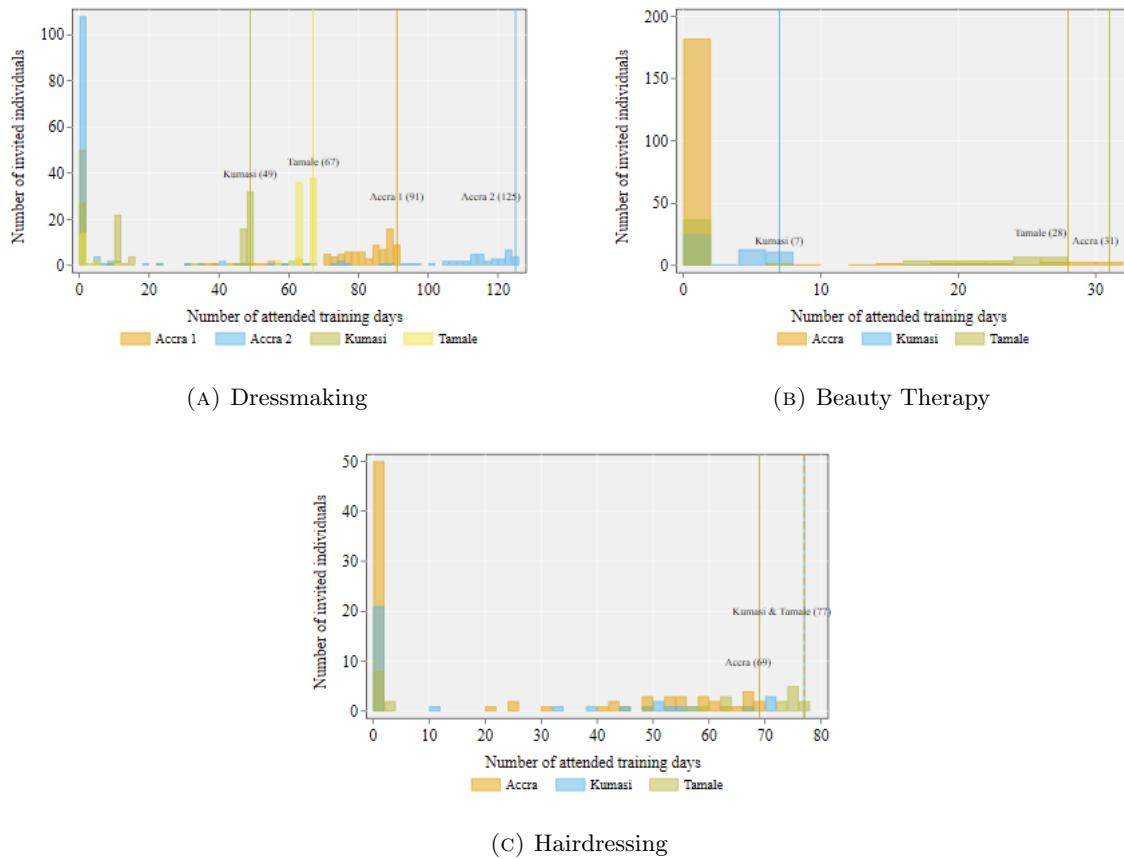 Number of invited individuals
100
80
60
40
20
0
Kumasi (49)
Tamale (67)
Accra 1 (91)
Accra 2 (125)
0 20 40 60 80 100 120
Number of attended training days
Accra 1 Accra 2 Kumasi Tamale
(A) Dressmaking
Number of invited individuals
200
150
100
50
0
Kumasi (7)
Tamale (28)
Accra (31)
0 10 20 30
Number of attended training days
Accra Kumasi Tamale
(B) Beauty Therapy
Number of invited individuals
50
40
30
20
10
0
Kumasi & Tamale (77)
Accra (69)
0 10 20 30 40 50 60 70 80
Number of attended training days
Accra Kumasi Tamale
(C) Hairdressing